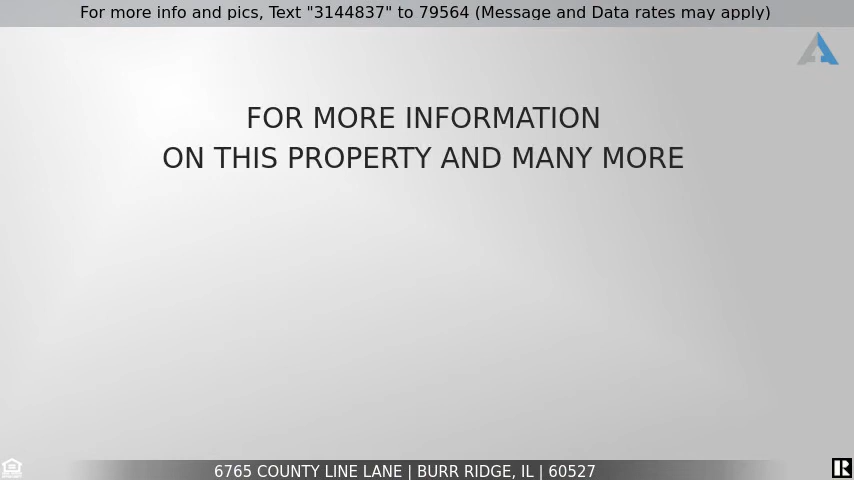 For more info and pics, Text "3144837" to 79564 (Message and Data rates may apply)
FOR MORE INFORMATION
ON THIS PROPERTY AND MANY MORE
6765 COUNTY LINE LANE | BURR RIDGE, IL | 60527